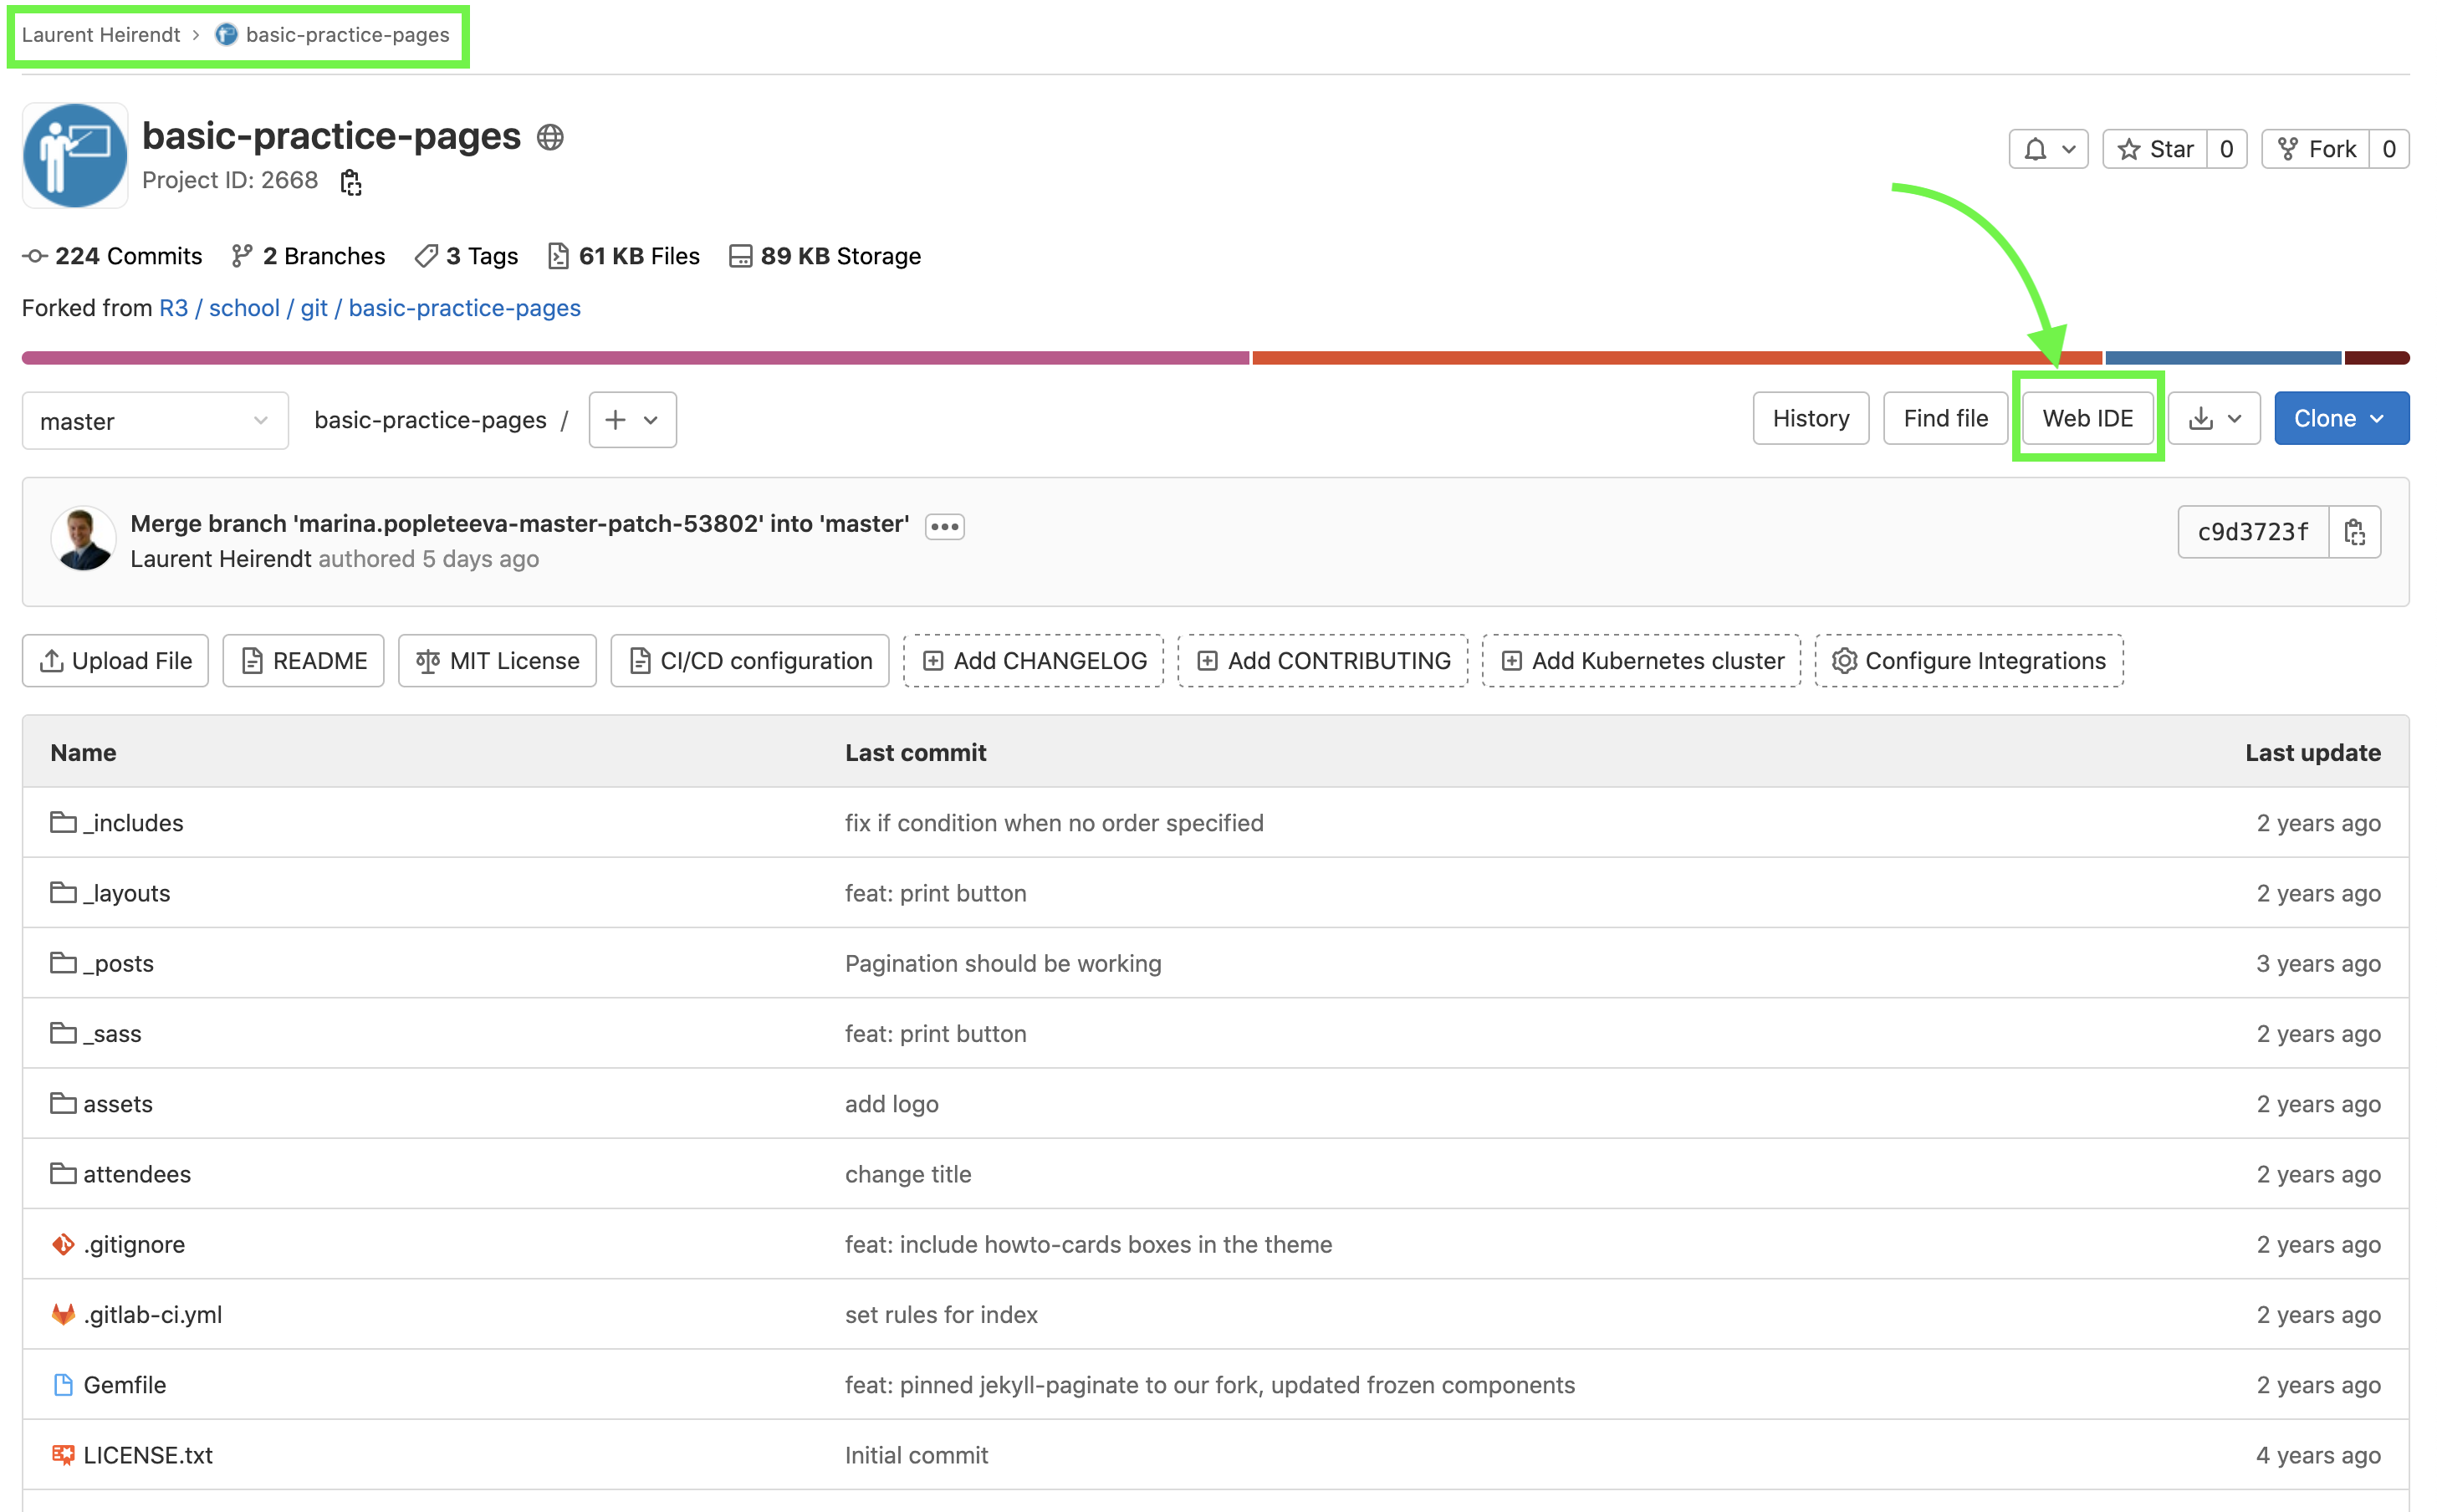 Laurent Heirendt › basic-practice-pages
basic-practice-pages
Project ID: 2668
Star 0 Fork 0
224 Commits 2 Branches 3 Tags 61 KB Files 89 KB Storage
Forked from R3 / school / git / basic-practice-pages
master basic-practice-pages / + History Find file Web IDE Clone
Merge branch 'marina.popleteeva-master-patch-53802' into 'master' •••
Laurent Heirendt authored 5 days ago
c9d3723f
Upload File README MIT License CI/CD configuration Add CHANGELOG Add CONTRIBUTING Add Kubernetes cluster Configure Integrations
Name Last commit Last update
_includes fix if condition when no order specified 2 years ago
_layouts feat: print button 2 years ago
_posts Pagination should be working 3 years ago
_sass feat: print button 2 years ago
assets add logo 2 years ago
attendees change title 2 years ago
.gitignore feat: include howto-cards boxes in the theme 2 years ago
.gitlab-ci.yml set rules for index 2 years ago
Gemfile feat: pinned jekyll-paginate to our fork, updated frozen components 2 years ago
LICENSE.txt Initial commit 4 years ago